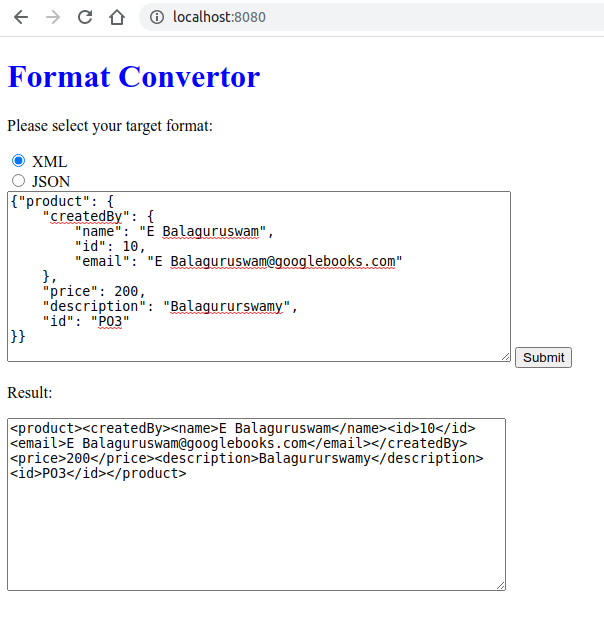 localhost:8080
Format Convertor
Please select your target format:
XML
JSON
{"product": {
    "createdBy": {
        "name": "E Balaguruswam",
        "id": 10,
        "email": "E Balaguruswam@googlebooks.com"
    },
    "price": 200,
    "description": "Balagururswamy",
    "id": "PO3"
}}
Submit
Result:
<product><createdBy><name>E Balaguruswam</name><id>10</id>
<email>E Balaguruswam@googlebooks.com</email></createdBy>
<price>200</price><description>Balagururswamy</description>
<id>PO3</id></product>